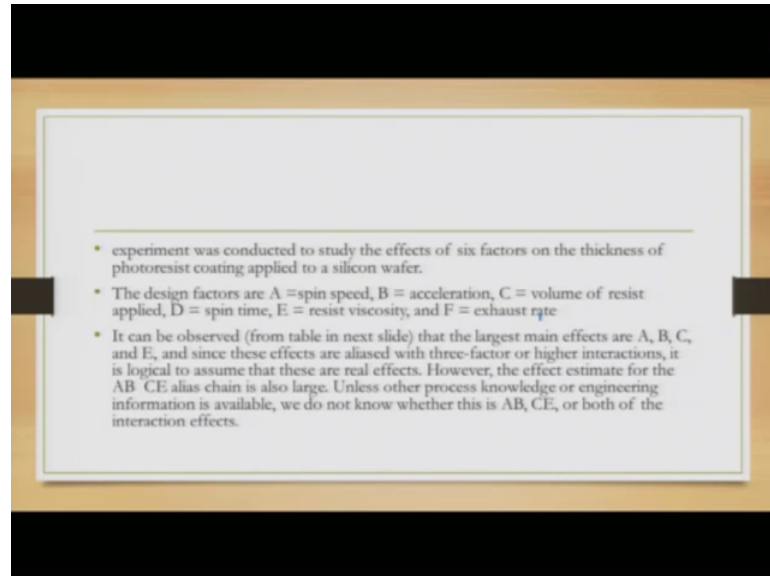 • experiment was conducted to study the effects of six factors on the thickness of
photoresist coating applied to a silicon wafer.
• The design factors are A =spin speed, B = acceleration, C = volume of resist
applied, D = spin time, E = resist viscosity, and F = exhaust rate
• It can be observed (from table in next slide) that the largest main effects are A, B, C,
and E, and since these effects are aliased with three-factor or higher interactions, it
is logical to assume that these are real effects. However, the effect estimate for the
AB CE alias chain is also large. Unless other process knowledge or engineering
information is available, we do not know whether this is AB, CE, or both of the
interaction effects.